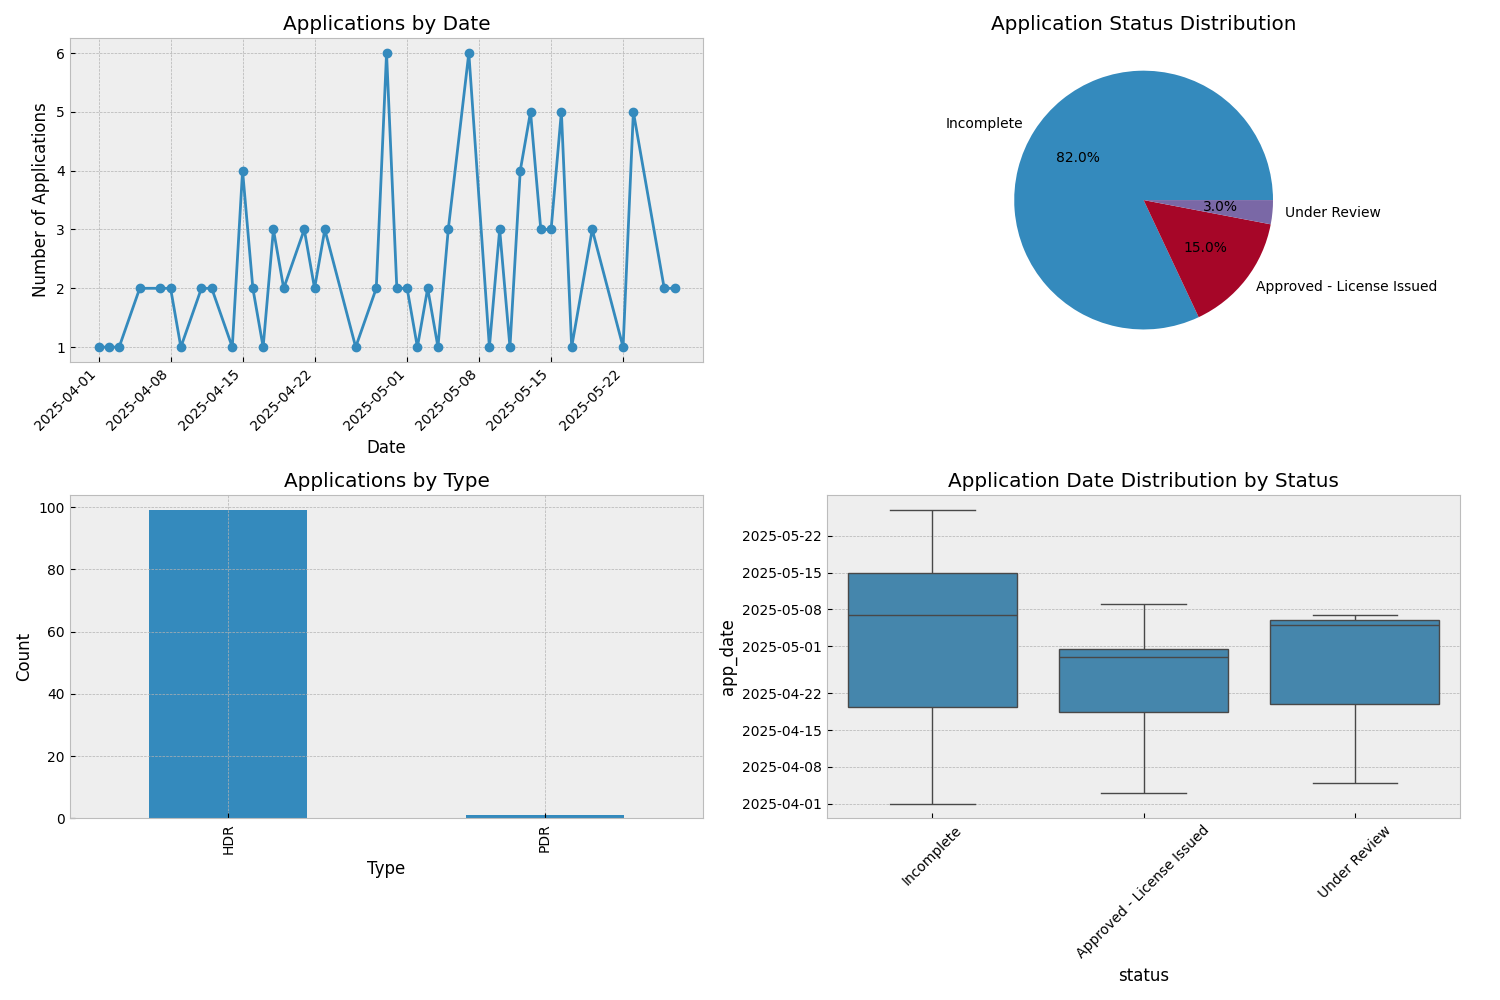 Applications by Date
Number of Applications
6
5
4
3
2
1
2025-04-01
2025-04-08
2025-04-15
2025-04-22
2025-05-01
2025-05-08
2025-05-15
2025-05-22
Date
Application Status Distribution
Incomplete
82.0%
3.0%
Under Review
15.0%
Approved - License Issued
Applications by Type
Count
100
80
60
40
20
0
HDR
PDR
Type
Application Date Distribution by Status
app_date
2025-05-22
2025-05-15
2025-05-08
2025-05-01
2025-04-22
2025-04-15
2025-04-08
2025-04-01
Incomplete
Approved - License Issued
Under Review
status